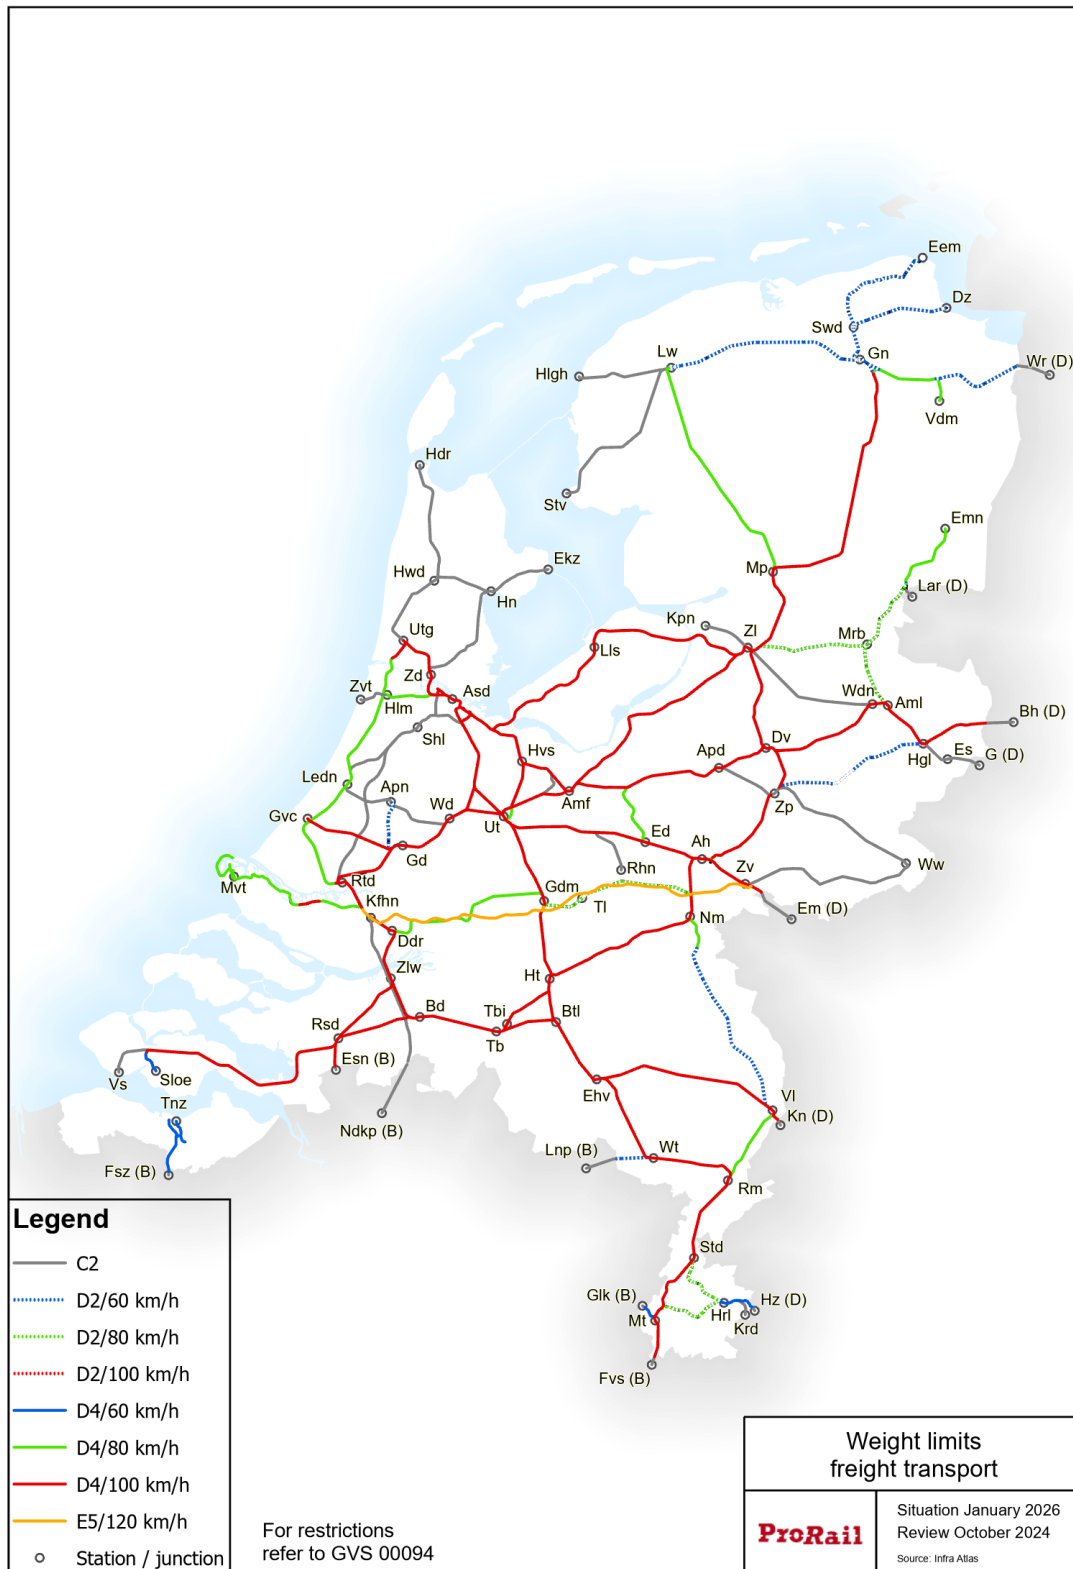 Eem
Dz
Swd
Gn
Lw
Wr (D)
Hlgh
Vdm
Hdr
Stv
Emn
Ekz
Hwd
Mp
Hn
Lar (D)
Kpn
Utg
Zl
Mrb
Lls
Zd
Zvt
Asd
Wdn
Aml
Hlm
Bh (D)
Shl
Hvs
Dv
Hgl
Es
G (D)
Ledn
Apn
Apd
Gvc
Wd
Amf
Zp
Ut
Ed
Ah
Gd
Rhn
Zv
Ww
Mvt
Rtd
Gdm
Kfhn
Tl
Em (D)
Nm
Ddr
Zlw
Ht
Bd
Tbi
Btl
Rsd
Tb
Esn (B)
Vs
Sloe
Ehv
Tnz
Vl
Kn (D)
Ndkp (B)
Lnp (B)
Wt
Fsz (B)
Rm
Std
Glk (B)
Hz (D)
Mt
Hrl
Krd
Fvs (B)
Legend
C2
D2/60 km/h
D2/80 km/h
D2/100 km/h
D4/60 km/h
D4/80 km/h
D4/100 km/h
E5/120 km/h
Station / junction
For restrictions
refer to GVS 00094
Weight limits
freight transport
ProRail
Situation January 2026
Review October 2024
Source: Infra Atlas